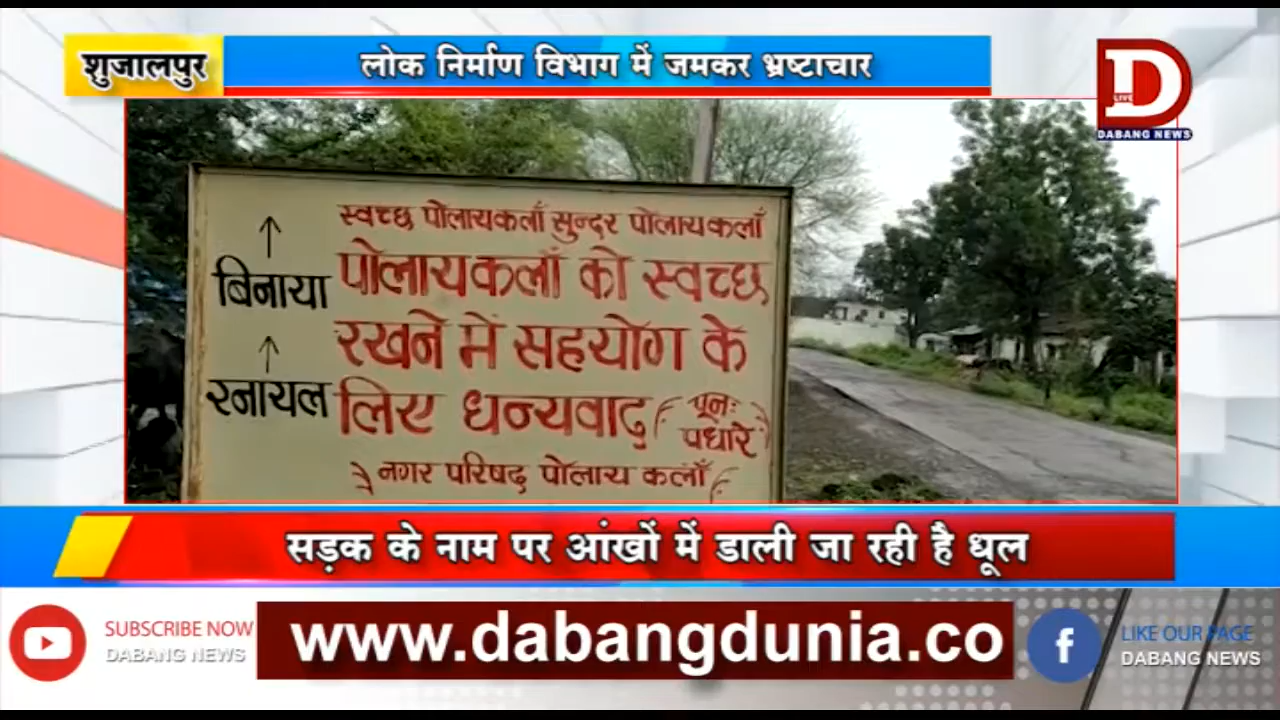 शुजालपुर
लोक निर्माण विभाग में जमकर भ्रष्टाचार
LIVE
D
DABANG NEWS
स्वच्छ पोलायकलाँ सुन्दर पोलायकलाँ
↑
बिनाया
पोलायकलाँ को स्वच्छ
रखने में सहयोग के
↑
रनायल
लिए धन्यवाद (पूनः
पधारे)
नगर परिषद पोलाय कलाँ
सड़क के नाम पर आंखों में डाली जा रही है धूल
SUBSCRIBE NOW
DABANG NEWS
www.dabangdunia.co
f
LIKE OUR PAGE
DABANG NEWS